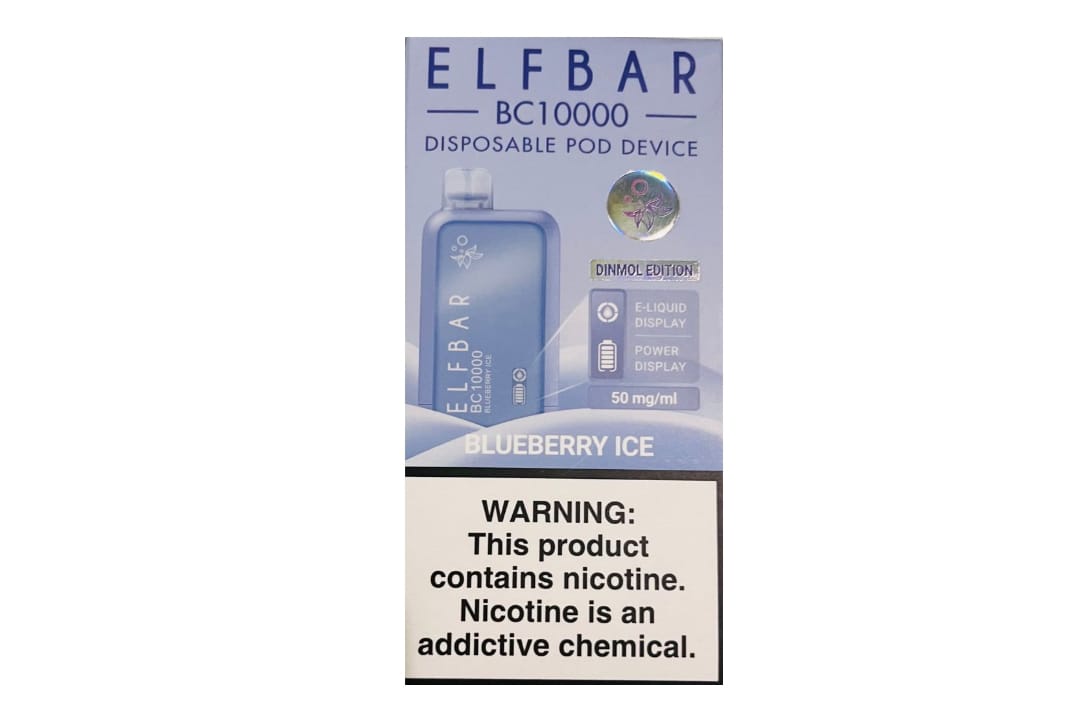 ELFBAR
BC10000
DISPOSABLE POD DEVICE
DINMOL EDITION
E-LIQUID
DISPLAY
POWER
DISPLAY
50 mg/ml
ELFBAR
BC10000
BLUEBERRY ICE
BLUEBERRY ICE
WARNING:
This product
contains nicotine.
Nicotine is an
addictive chemical.